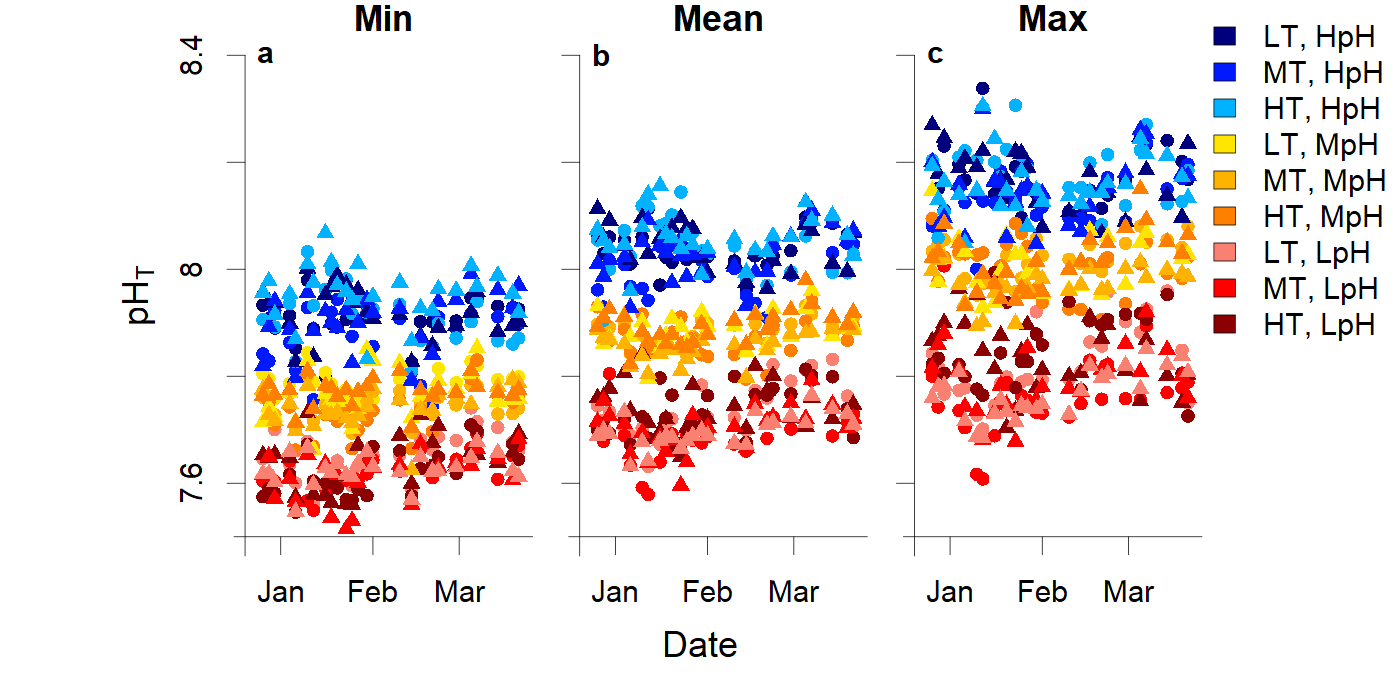 Min
Mean
Max
a
b
c
8.4
8
7.6
pHT
Jan
Feb
Mar
Jan
Feb
Mar
Jan
Feb
Mar
Date
LT, HpH
MT, HpH
HT, HpH
LT, MpH
MT, MpH
HT, MpH
LT, LpH
MT, LpH
HT, LpH